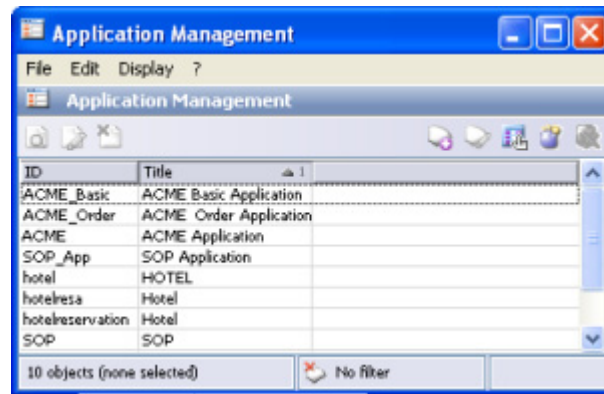 Application Management
File Edit Display ?
Application Management
ID Title 1
ACME_Basic ACME Basic Application
ACME_Order ACME Order Application
ACME ACME Application
SOP_App SOP Application
hotel HOTEL
hotelresa Hotel
hotelreservation Hotel
SOP SOP
10 objects (none selected) No filter